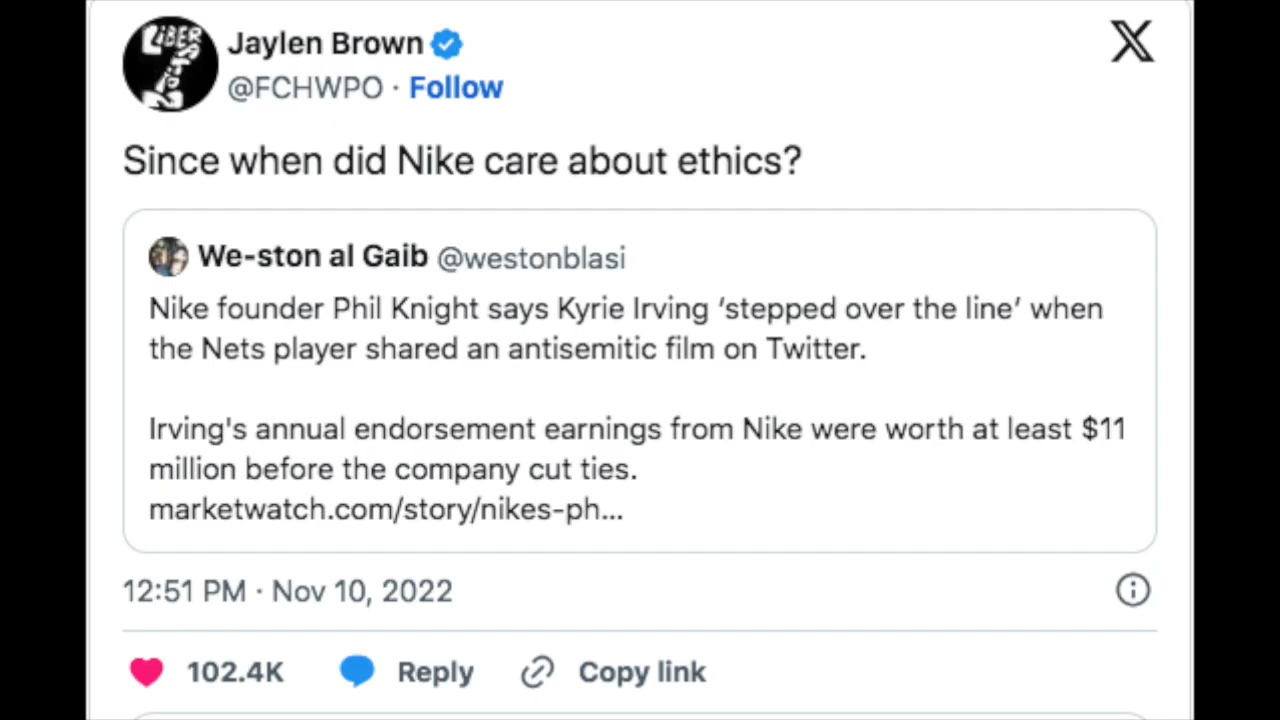 LIBERATION
Jaylen Brown
@FCHWPO · Follow
Since when did Nike care about ethics?
We-ston al Gaib @westonblasi
Nike founder Phil Knight says Kyrie Irving ‘stepped over the line’ when
the Nets player shared an antisemitic film on Twitter.
Irving's annual endorsement earnings from Nike were worth at least $11
million before the company cut ties.
marketwatch.com/story/nikes-ph...
12:51 PM · Nov 10, 2022
102.4K Reply Copy link